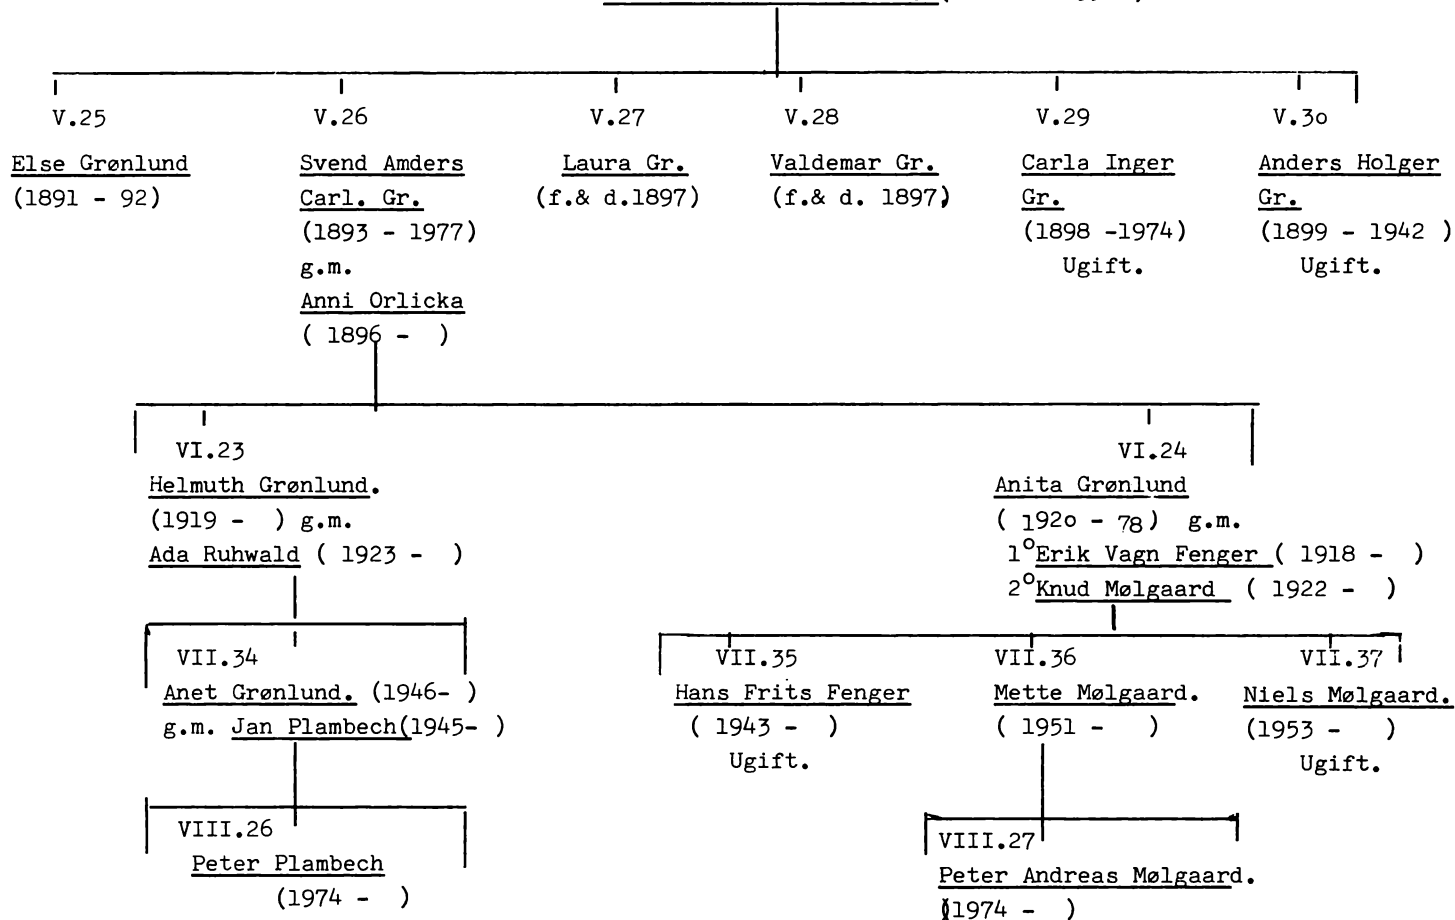 V.25
Else Grønlund
(1891 - 92)
V.26
Svend Amders
Carl. Gr.
(1893 - 1977)
g.m.
Anni Orlicka
( 1896 -   )
V.27
Laura Gr.
(f.& d.1897)
V.28
Valdemar Gr.
(f.& d. 1897)
V.29
Carla Inger
Gr.
(1898 -1974)
Ugift.
V.3o
Anders Holger
Gr.
(1899 - 1942 )
Ugift.
VI.23
Helmuth Grønlund.
(1919 -   ) g.m.
Ada Ruhwald ( 1923 -   )
VI.24
Anita Grønlund
( 192o - 78)  g.m.
1° Erik Vagn Fenger ( 1918 -   )
2° Knud Mølgaard ( 1922 -   )
VII.34
Anet Grønlund. (1946-  )
g.m. Jan Plambech(1945-  )
VII.35
Hans Frits Fenger
( 1943 -   )
Ugift.
VII.36
Mette Mølgaard.
( 1951 -   )
VII.37
Niels Mølgaard.
(1953 -   )
Ugift.
VIII.26
Peter Plambech
(1974 -   )
VIII.27
Peter Andreas Mølgaard.
(1974 -   )